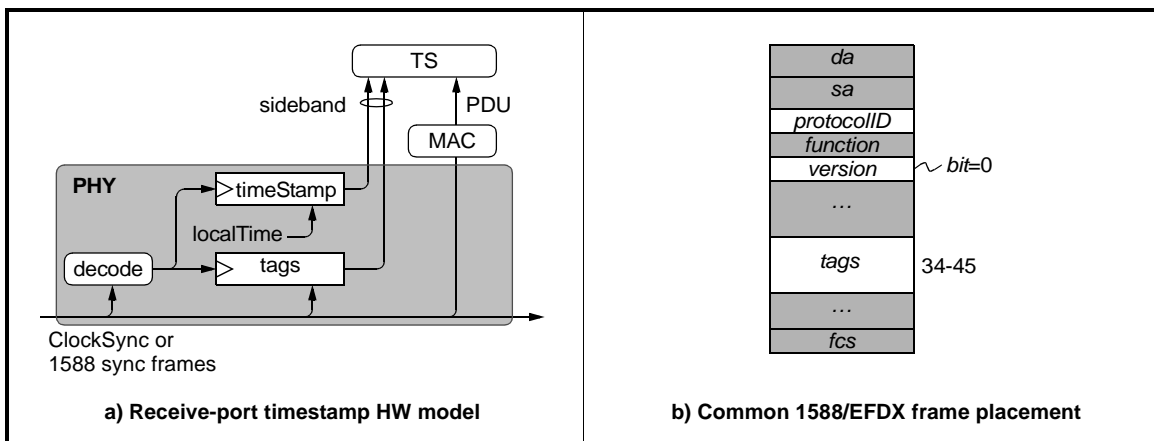 TS
sideband
PDU
MAC
PHY
timeStamp
localTime
decode
tags
ClockSync or
1588 sync frames
a) Receive-port timestamp HW model
da
sa
protocolID
function
version
bit=0
...
tags
34-45
...
fcs
b) Common 1588/EFDX frame placement